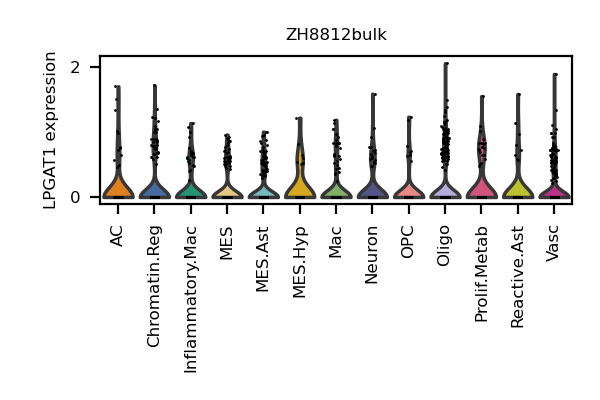 ZH8812bulk
LPGAT1 expression
2
0
AC
Chromatin.Reg
Inflammatory.Mac
MES
MES.Ast
MES.Hyp
Mac
Neuron
OPC
Oligo
Prolif.Metab
Reactive.Ast
Vasc